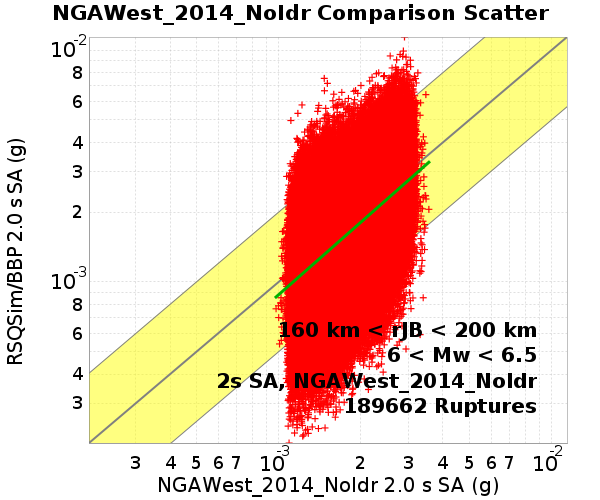 NGAWest_2014_NoIdr Comparison Scatter
RSQSim/BBP 2.0 s SA (g)
10-2
8
6
4
3
2
10-3
8
6
4
3
160 km < rJB < 200 km
6 < Mw < 6.5
2s SA, NGAWest_2014_NoIdr
189662 Ruptures
3 4 5 6 7 10-3 2 3 4 5 6 7 10-2
NGAWest_2014_NoIdr 2.0 s SA (g)